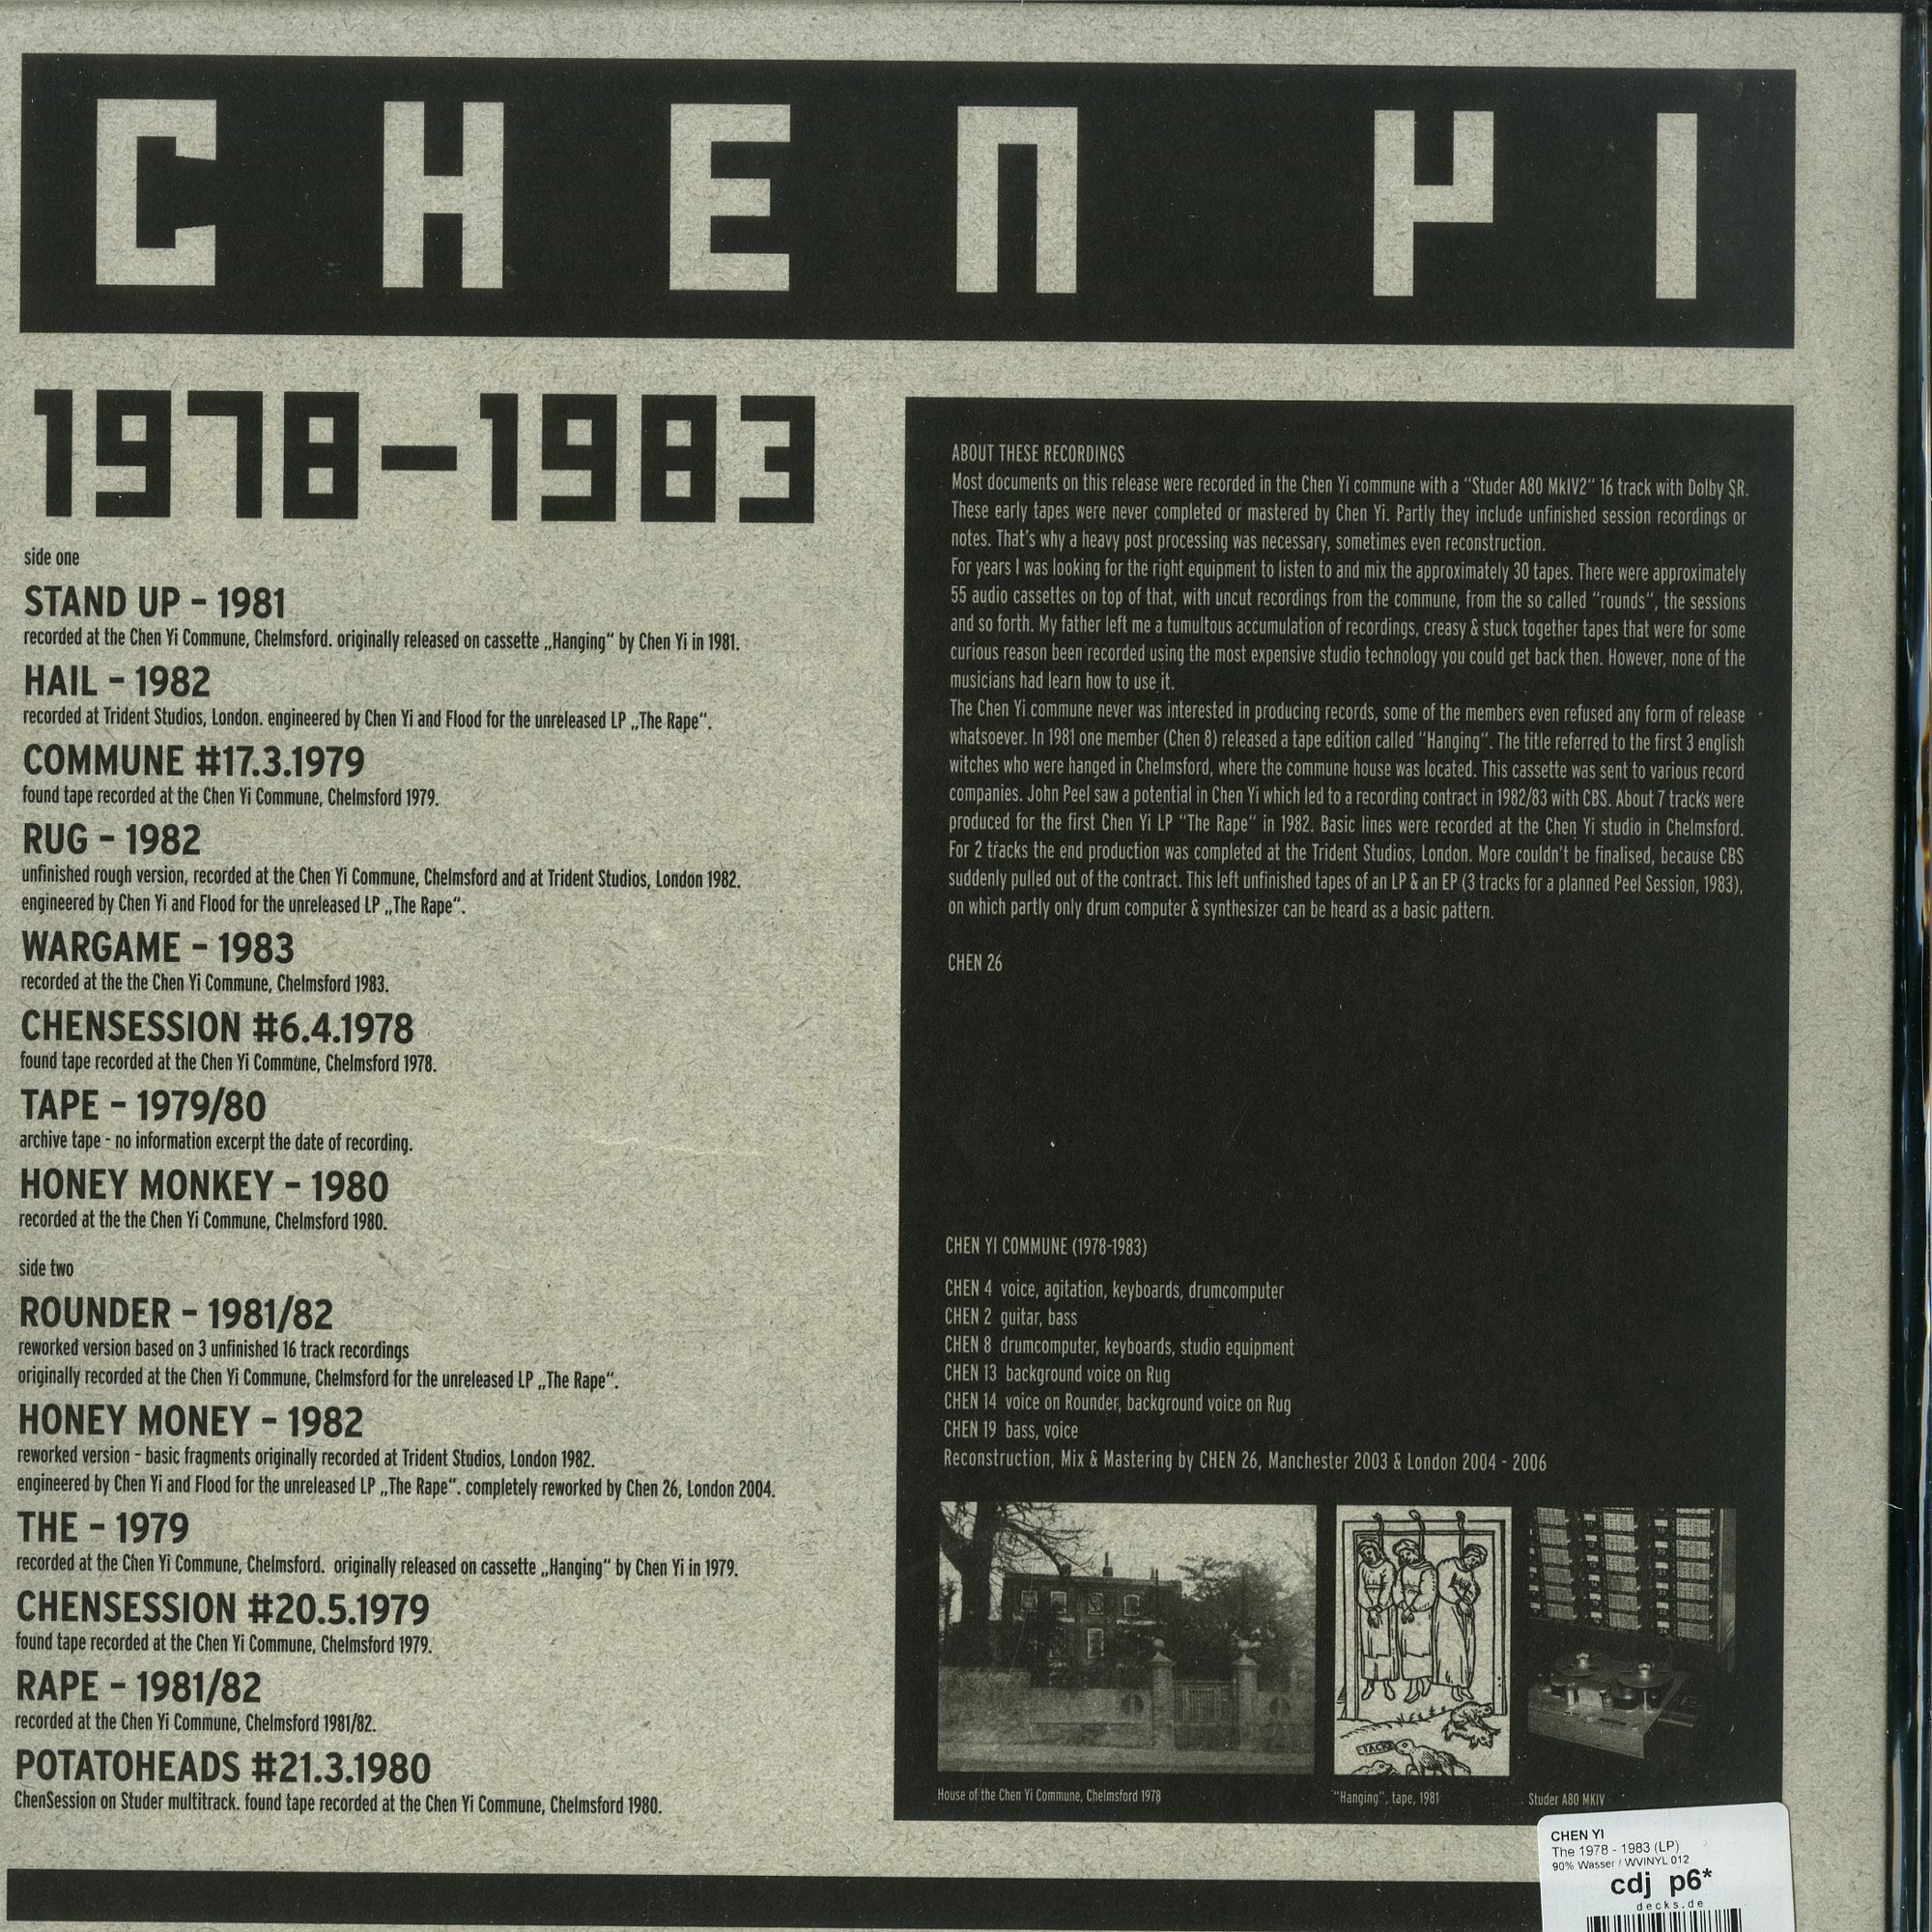 CHEN YI
1978-1983
side one
STAND UP – 1981
recorded at the Chen Yi Commune, Chelmsford. originally released on cassette „Hanging“ by Chen Yi in 1981.
HAIL – 1982
recorded at Trident Studios, London. engineered by Chen Yi and Flood for the unreleased LP „The Rape“.
COMMUNE #17.3.1979
found tape recorded at the Chen Yi Commune, Chelmsford 1979.
RUG – 1982
unfinished rough version, recorded at the Chen Yi Commune, Chelmsford and at Trident Studios, London 1982.
engineered by Chen Yi and Flood for the unreleased LP „The Rape“.
WARGAME – 1983
recorded at the the Chen Yi Commune, Chelmsford 1983.
CHENSESSION #6.4.1978
found tape recorded at the Chen Yi Commune, Chelmsford 1978.
TAPE – 1979/80
archive tape - no information excerpt the date of recording.
HONEY MONKEY – 1980
recorded at the the Chen Yi Commune, Chelmsford 1980.
side two
ROUNDER – 1981/82
reworked version based on 3 unfinished 16 track recordings
originally recorded at the Chen Yi Commune, Chelmsford for the unreleased LP „The Rape“.
HONEY MONEY – 1982
reworked version – basic fragments originally recorded at Trident Studios, London 1982.
engineered by Chen Yi and Flood for the unreleased LP „The Rape“. completely reworked by Chen 26, London 2004.
THE – 1979
recorded at the Chen Yi Commune, Chelmsford. originally released on cassette „Hanging“ by Chen Yi in 1979.
CHENSESSION #20.5.1979
found tape recorded at the Chen Yi Commune, Chelmsford 1979.
RAPE – 1981/82
recorded at the Chen Yi Commune, Chelmsford 1981/82.
POTATOHEADS #21.3.1980
ChenSession on Studer multitrack. found tape recorded at the Chen Yi Commune, Chelmsford 1980.
ABOUT THESE RECORDINGS
Most documents on this release were recorded in the Chen Yi commune with a “Studer A80 MkIV2“ 16 track with Dolby SR.
These early tapes were never completed or mastered by Chen Yi. Partly they include unfinished session recordings or
notes. That's why a heavy post processing was necessary, sometimes even reconstruction.
For years I was looking for the right equipment to listen to and mix the approximately 30 tapes. There were approximately
55 audio cassettes on top of that, with uncut recordings from the commune, from the so called “rounds“, the sessions
and so forth. My father left me a tumultous accumulation of recordings, creasy & stuck together tapes that were for some
curious reason been recorded using the most expensive studio technology you could get back then. However, none of the
musicians had learn how to use it.
The Chen Yi commune never was interested in producing records, some of the members even refused any form of release
whatsoever. In 1981 one member (Chen 8) released a tape edition called “Hanging“. The title referred to the first 3 english
witches who were hanged in Chelmsford, where the commune house was located. This cassette was sent to various record
companies. John Peel saw a potential in Chen Yi which led to a recording contract in 1982/83 with CBS. About 7 tracks were
produced for the first Chen Yi LP “The Rape“ in 1982. Basic lines were recorded at the Chen Yi studio in Chelmsford.
For 2 tracks the end production was completed at the Trident Studios, London. More couldn't be finalised, because CBS
suddenly pulled out of the contract. This left unfinished tapes of an LP & an EP (3 tracks for a planned Peel Session, 1983),
on which partly only drum computer & synthesizer can be heard as a basic pattern.
CHEN 26
CHEN YI COMMUNE (1978-1983)
CHEN 4 voice, agitation, keyboards, drumcomputer
CHEN 2 guitar, bass
CHEN 8 drumcomputer, keyboards, studio equipment
CHEN 13 background voice on Rug
CHEN 14 voice on Rounder, background voice on Rug
CHEN 19 bass, voice
Reconstruction, Mix & Mastering by CHEN 26, Manchester 2003 & London 2004 - 2006
House of the Chen Yi Commune, Chelmsford 1978
“Hanging“, tape, 1981
Studer A80 MKIV
CHEN YI
The 1978 - 1983 (LP)
90% Wasser / WVINYL 012
cdj p6*
decks.de